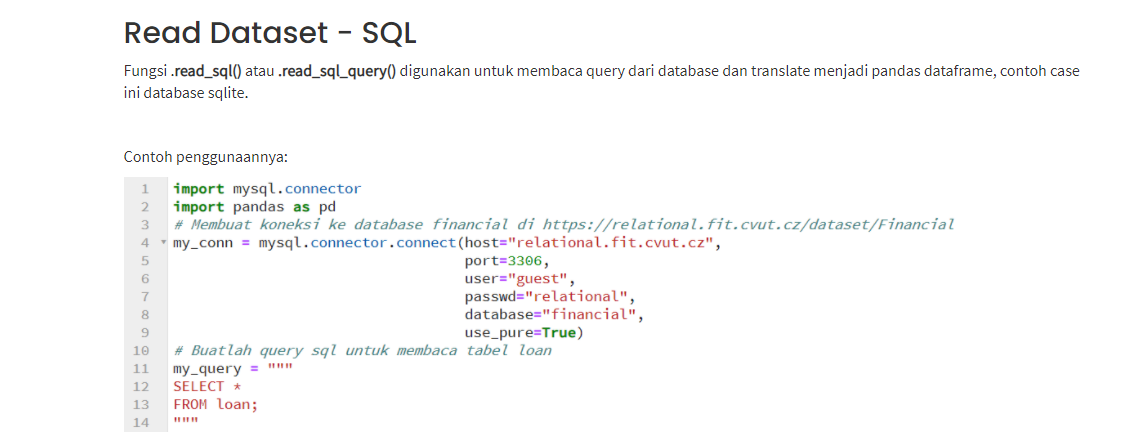 Read Dataset - SQL
Fungsi .read_sql() atau .read_sql_query() digunakan untuk membaca query dari database dan translate menjadi pandas dataframe, contoh case
ini database sqlite.
Contoh penggunaannya:
1 import mysql.connector
2 import pandas as pd
3 # Membuat koneksi ke database financial di https://relational.fit.cvut.cz/dataset/Financial
4 my_conn = mysql.connector.connect(host="relational.fit.cvut.cz",
5 port=3306,
6 user="guest",
7 passwd="relational",
8 database="financial",
9 use_pure=True)
10 # Buatlah query sql untuk membaca tabel loan
11 my_query = """
12 SELECT *
13 FROM loan;
14 """